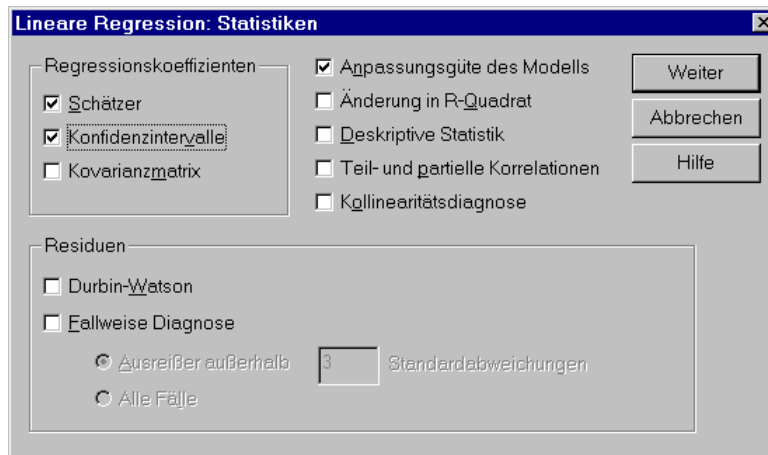 Lineare Regression: Statistiken
Regressionskoeffizienten
Schätzer
Konfidenzintervalle
Kovarianzmatrix
Anpassungsgüte des Modells
Änderung in R-Quadrat
Deskriptive Statistik
Teil- und partielle Korrelationen
Kollinearitätsdiagnose
Weiter
Abbrechen
Hilfe
Residuen
Durbin-Watson
Fallweise Diagnose
Ausreißer außerhalb 3 Standardabweichungen
Alle Fälle